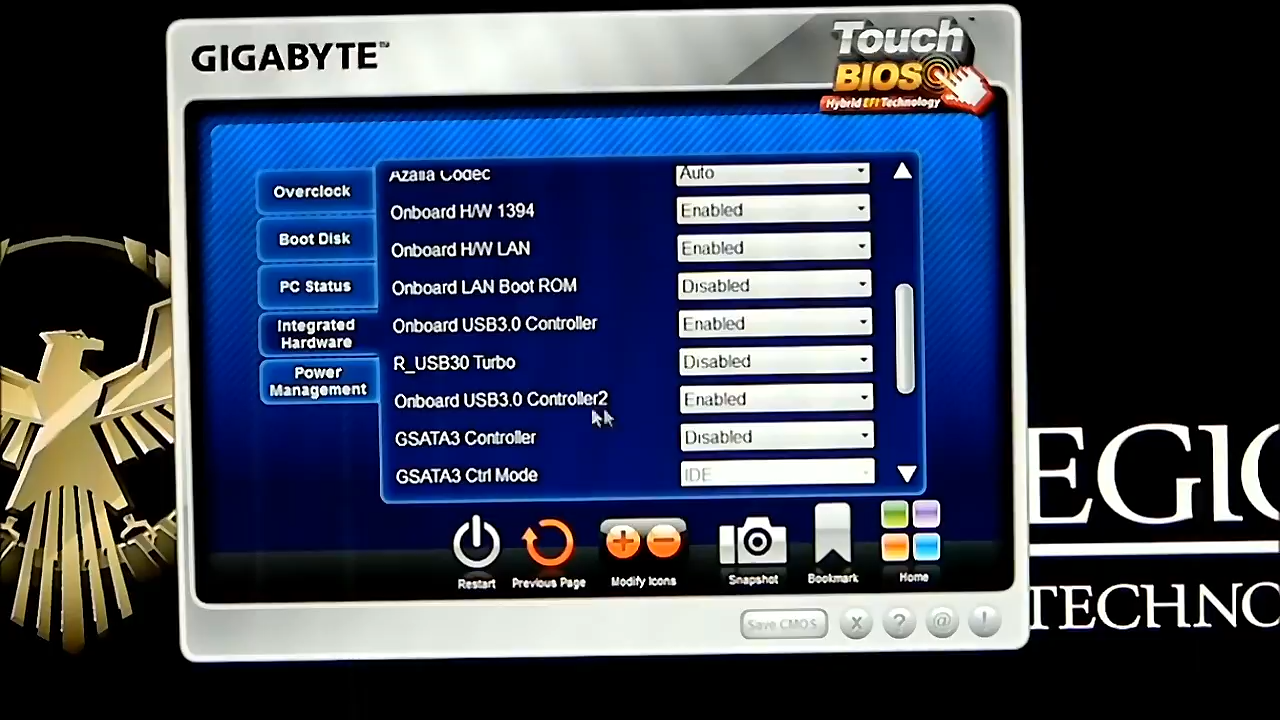 GIGABYTE™
Touch
BIOS
Hybrid EFI Technology
Overclock
Boot Disk
PC Status
Integrated
Hardware
Power
Management
Azalia Codec Auto
Onboard H/W 1394 Enabled
Onboard H/W LAN Enabled
Onboard LAN Boot ROM Disabled
Onboard USB3.0 Controller Enabled
R_USB30 Turbo Disabled
Onboard USB3.0 Controller2 Enabled
GSATA3 Controller Disabled
GSATA3 Ctrl Mode IDE
Restart
Previous Page
Modify Icons
Snapshot
Bookmark
Home
Save CMOS
X ? @ !
EGI
TECHNO